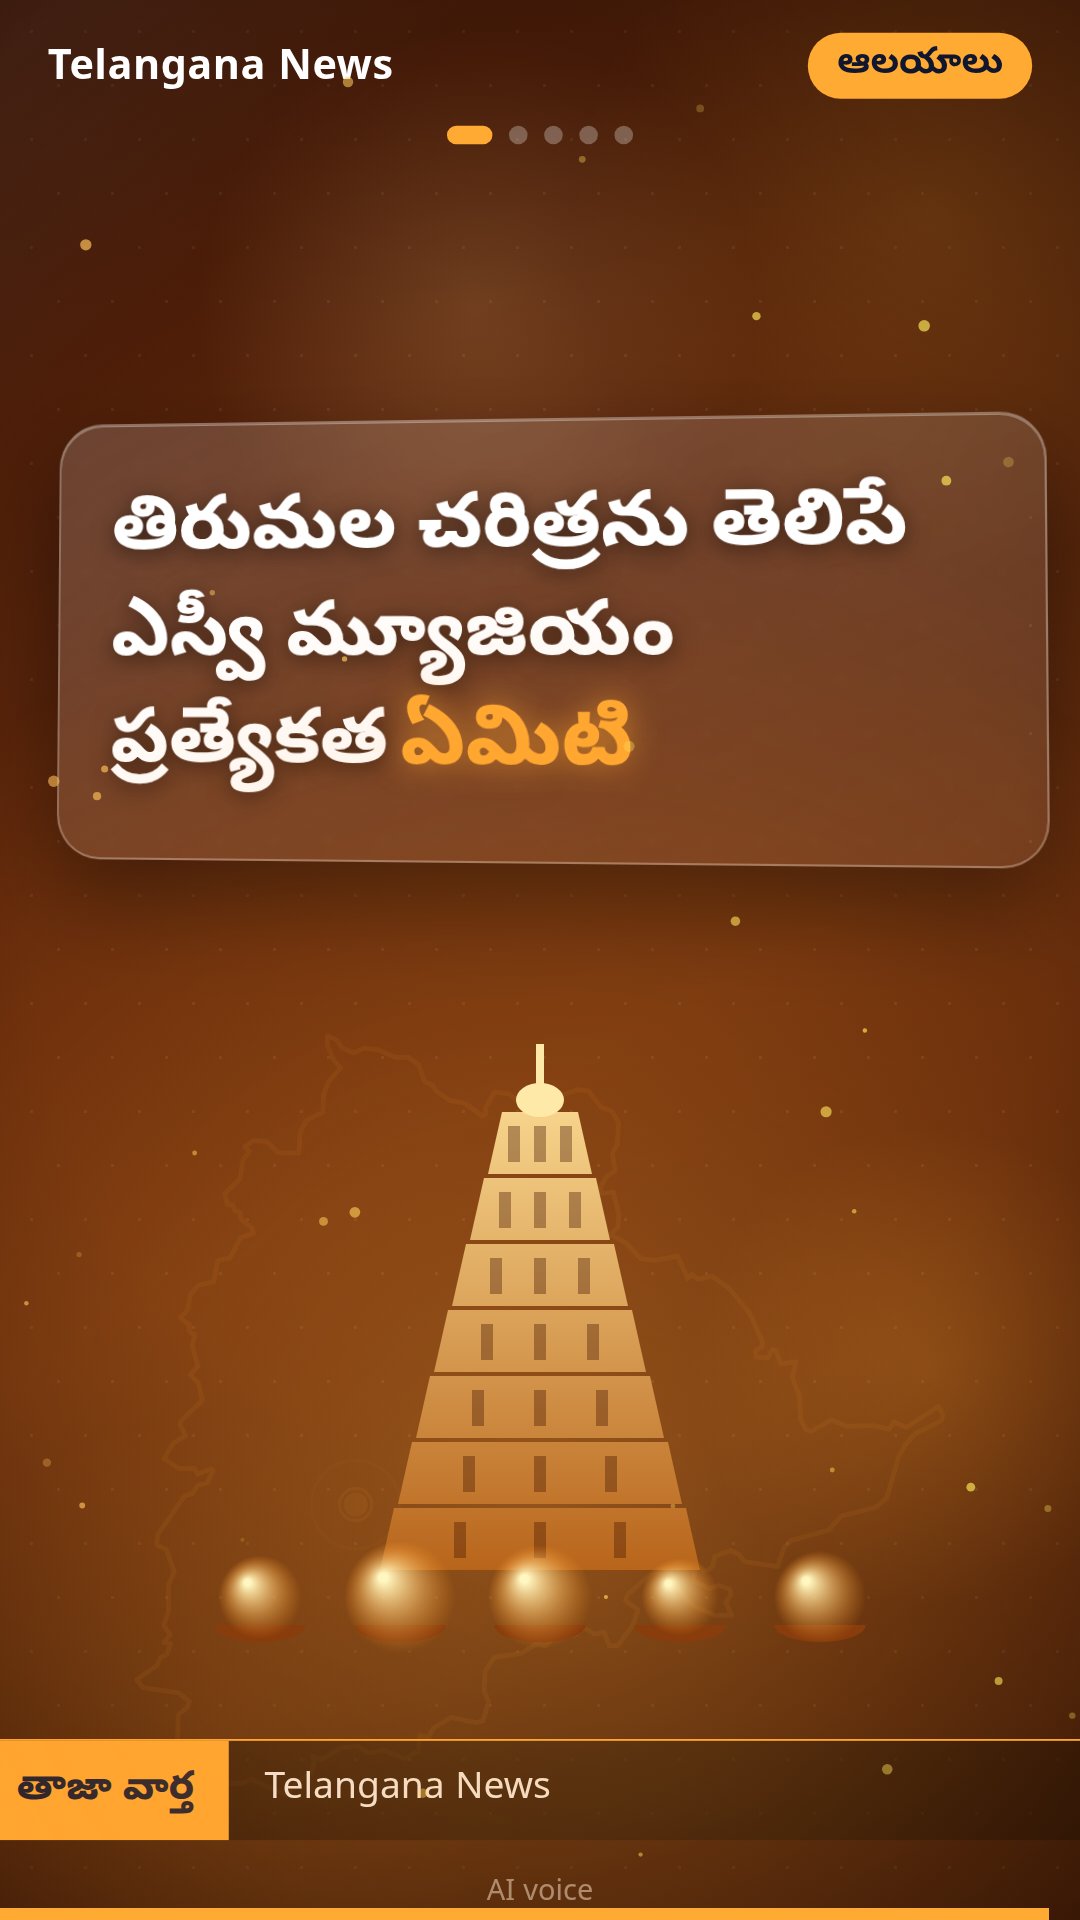 Telangana News
ఆలయాలు
తిరుమల చరిత్రను తెలిపే
ఎస్వీ మ్యూజియం
ప్రత్యేకత ఏమిటి
తాజా వార్త
Telangana News
AI voice